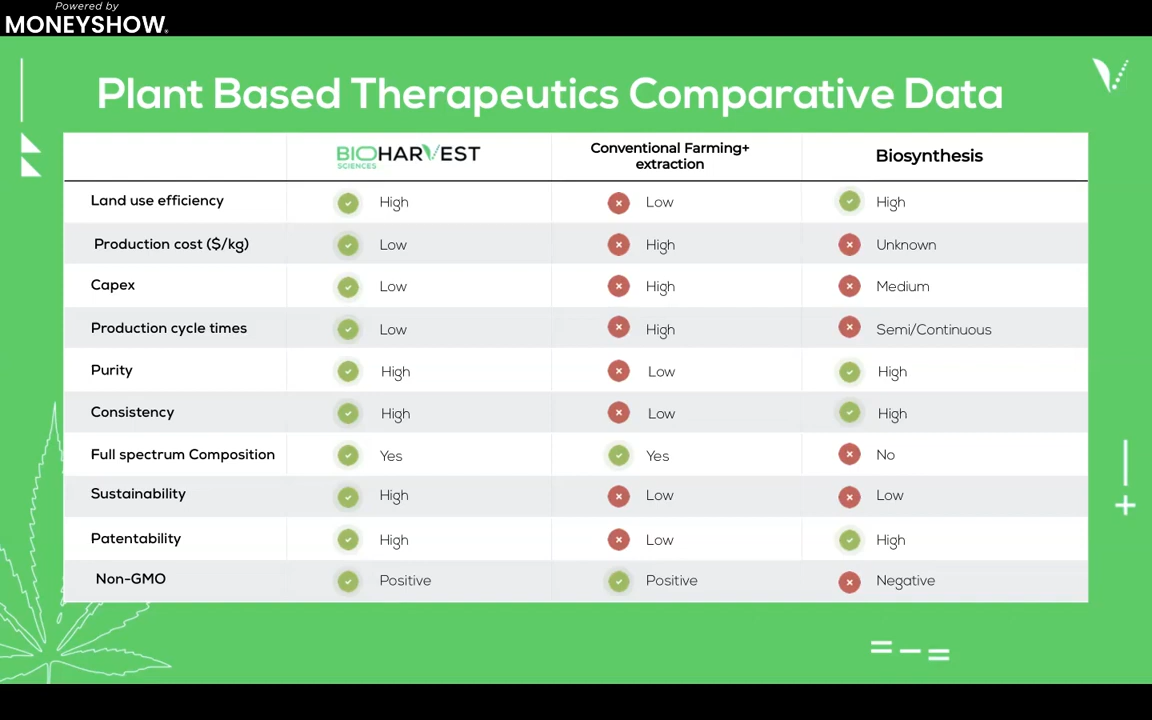 Powered by
MONEYSHOW®
Plant Based Therapeutics Comparative Data
BIOHARVEST
SCIENCES
Conventional Farming+
extraction
Biosynthesis
Land use efficiency High Low High
Production cost ($/kg) Low High Unknown
Capex Low High Medium
Production cycle times Low High Semi/Continuous
Purity High Low High
Consistency High Low High
Full spectrum Composition Yes Yes No
Sustainability High Low Low
Patentability High Low High
Non-GMO Positive Positive Negative